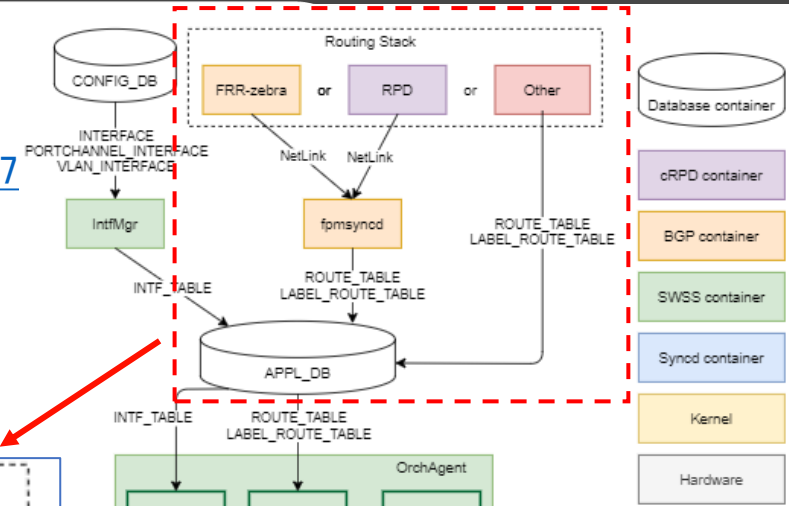 Routing Stack
CONFIG_DB
FRR-zebra
or
RPD
or
Other
Database container
INTERFACE
PORTCHANNEL_INTERFACE
VLAN_INTERFACE
7
NetLink
NetLink
cRPD container
IntfMgr
fpmsyncd
ROUTE_TABLE
LABEL_ROUTE_TABLE
BGP container
INTF_TABLE
ROUTE_TABLE
LABEL_ROUTE_TABLE
SWSS container
APPL_DB
Syncd container
INTF_TABLE
ROUTE_TABLE
LABEL_ROUTE_TABLE
Kernel
OrchAgent
Hardware